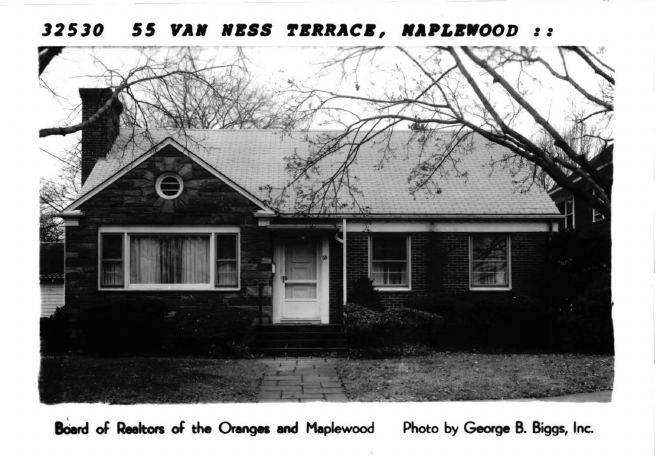 32530 55 VAN NESS TERRACE, MAPLEWOOD ::
Board of Realtors of the Oranges and Maplewood Photo by George B. Biggs, Inc.